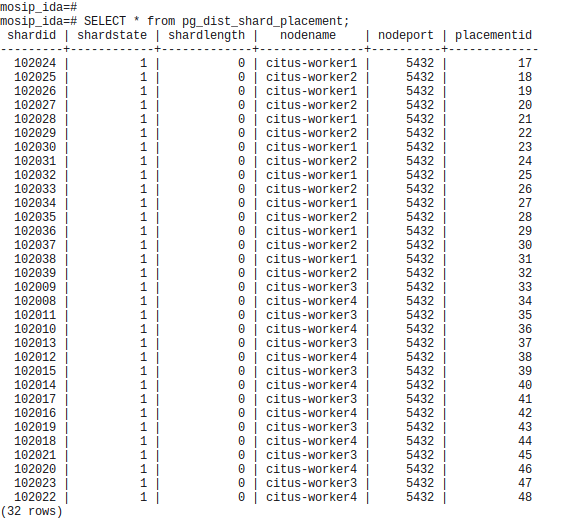 mosip_ida=#
mosip_ida=# SELECT * from pg_dist_shard_placement;
 shardid | shardstate | shardlength |   nodename    | nodeport | placementid
---------+------------+-------------+---------------+----------+-------------
  102024 |          1 |           0 | citus-worker1 |     5432 |          17
  102025 |          1 |           0 | citus-worker2 |     5432 |          18
  102026 |          1 |           0 | citus-worker1 |     5432 |          19
  102027 |          1 |           0 | citus-worker2 |     5432 |          20
  102028 |          1 |           0 | citus-worker1 |     5432 |          21
  102029 |          1 |           0 | citus-worker2 |     5432 |          22
  102030 |          1 |           0 | citus-worker1 |     5432 |          23
  102031 |          1 |           0 | citus-worker2 |     5432 |          24
  102032 |          1 |           0 | citus-worker1 |     5432 |          25
  102033 |          1 |           0 | citus-worker2 |     5432 |          26
  102034 |          1 |           0 | citus-worker1 |     5432 |          27
  102035 |          1 |           0 | citus-worker2 |     5432 |          28
  102036 |          1 |           0 | citus-worker1 |     5432 |          29
  102037 |          1 |           0 | citus-worker2 |     5432 |          30
  102038 |          1 |           0 | citus-worker1 |     5432 |          31
  102039 |          1 |           0 | citus-worker2 |     5432 |          32
  102009 |          1 |           0 | citus-worker3 |     5432 |          33
  102008 |          1 |           0 | citus-worker4 |     5432 |          34
  102011 |          1 |           0 | citus-worker3 |     5432 |          35
  102010 |          1 |           0 | citus-worker4 |     5432 |          36
  102013 |          1 |           0 | citus-worker3 |     5432 |          37
  102012 |          1 |           0 | citus-worker4 |     5432 |          38
  102015 |          1 |           0 | citus-worker3 |     5432 |          39
  102014 |          1 |           0 | citus-worker4 |     5432 |          40
  102017 |          1 |           0 | citus-worker3 |     5432 |          41
  102016 |          1 |           0 | citus-worker4 |     5432 |          42
  102019 |          1 |           0 | citus-worker3 |     5432 |          43
  102018 |          1 |           0 | citus-worker4 |     5432 |          44
  102021 |          1 |           0 | citus-worker3 |     5432 |          45
  102020 |          1 |           0 | citus-worker4 |     5432 |          46
  102023 |          1 |           0 | citus-worker3 |     5432 |          47
  102022 |          1 |           0 | citus-worker4 |     5432 |          48
(32 rows)